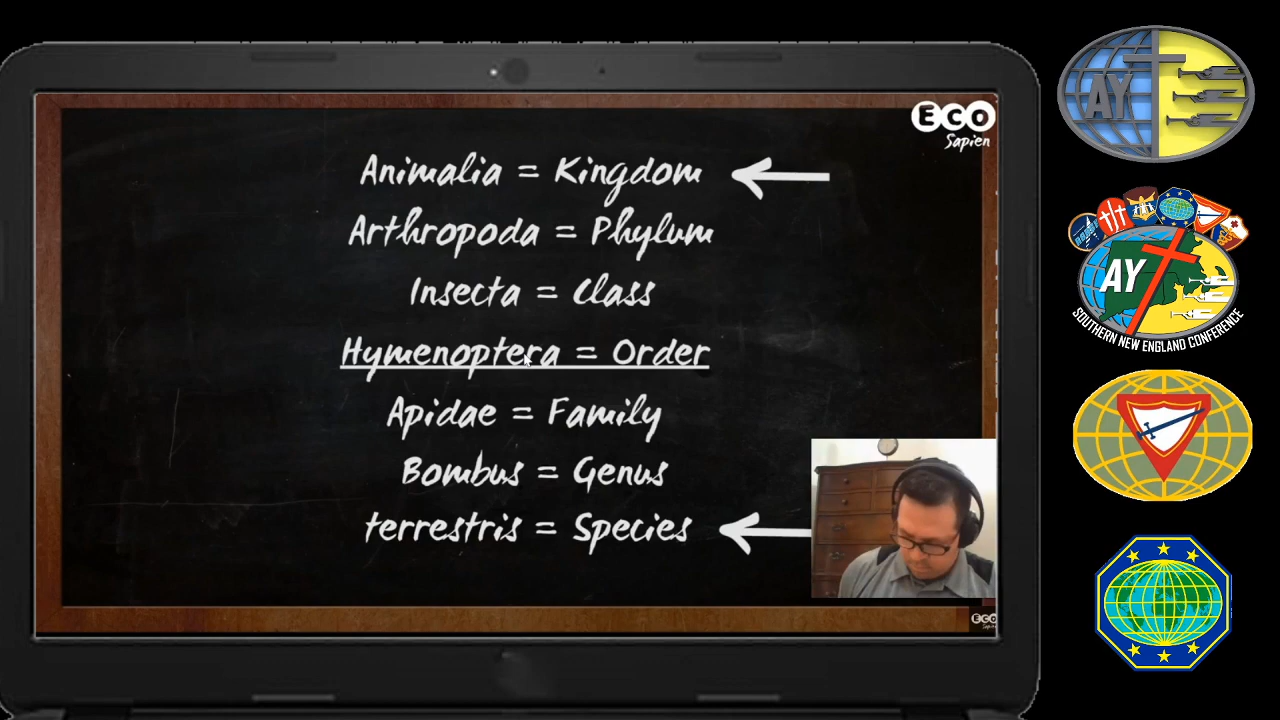 ECO
Sapien
Animalia = Kingdom
Arthropoda = Phylum
Insecta = Class
Hymenoptera = Order
Apidae = Family
Bombus = Genus
terrestris = Species
ECO
AY
AY
SOUTHERN NEW ENGLAND CONFERENCE